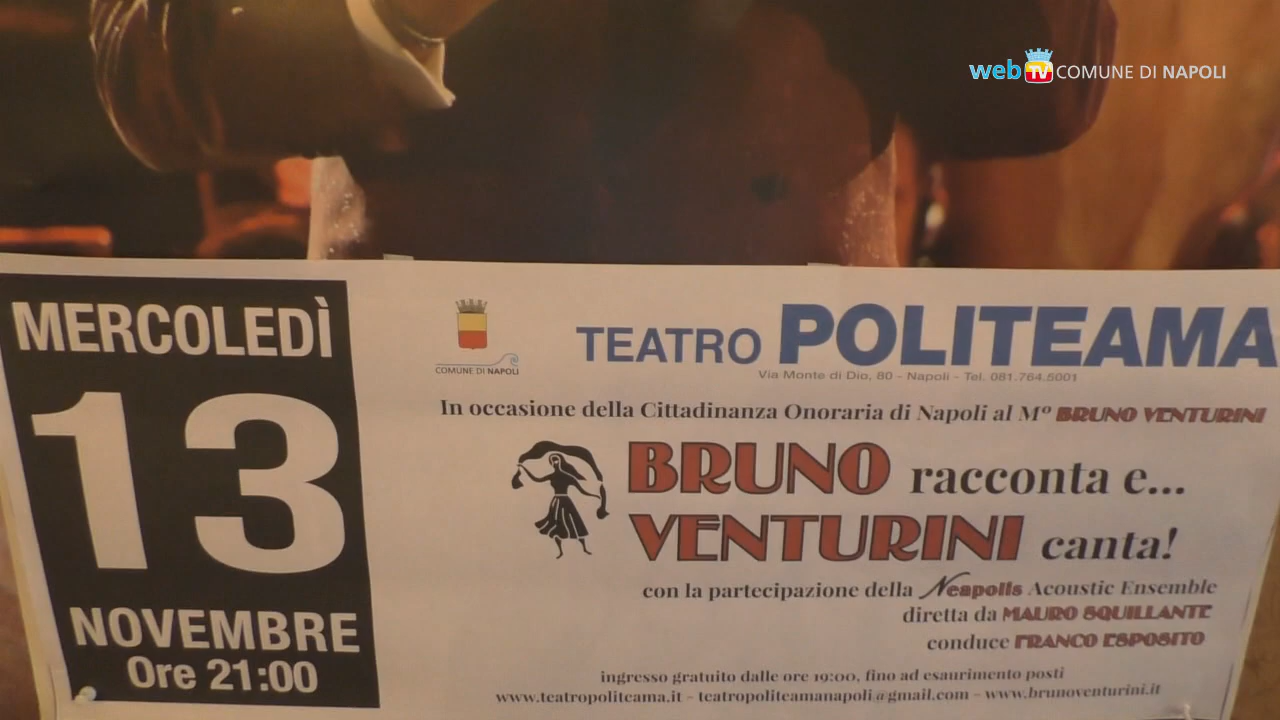 web TV COMUNE DI NAPOLI
MERCOLEDÌ
13
NOVEMBRE
Ore 21:00
COMUNE DI NAPOLI
TEATRO POLITEAMA
Via Monte di Dio, 80 - Napoli - Tel. 081.764.5001
In occasione della Cittadinanza Onoraria di Napoli al Mº BRUNO VENTURINI
BRUNO racconta e...
VENTURINI canta!
con la partecipazione della Neapolis Acoustic Ensemble
diretta da MAURO SQUILLANTE
conduce FRANCO ESPOSITO
ingresso gratuito dalle ore 19:00, fino ad esaurimento posti
www.teatropoliteama.it - teatropoliteamanapoli@gmail.com - www.brunoventurini.it